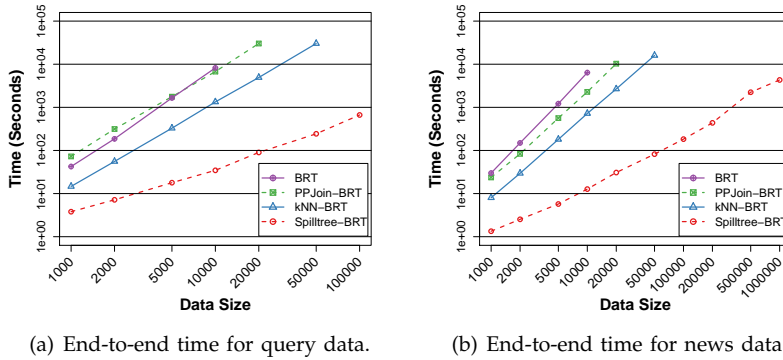 1e+05
1e+04
1e+03
1e+02
1e+01
1e+00
Time (Seconds)
BRT
PPJoin−BRT
kNN−BRT
Spilltree−BRT
1000
2000
5000
10000
20000
50000
100000
Data Size
(a) End-to-end time for query data.
1e+05
1e+04
1e+03
1e+02
1e+01
1e+00
Time (Seconds)
BRT
PPJoin−BRT
kNN−BRT
Spilltree−BRT
1000
2000
5000
10000
20000
50000
100000
200000
500000
Data Size
(b) End-to-end time for news data